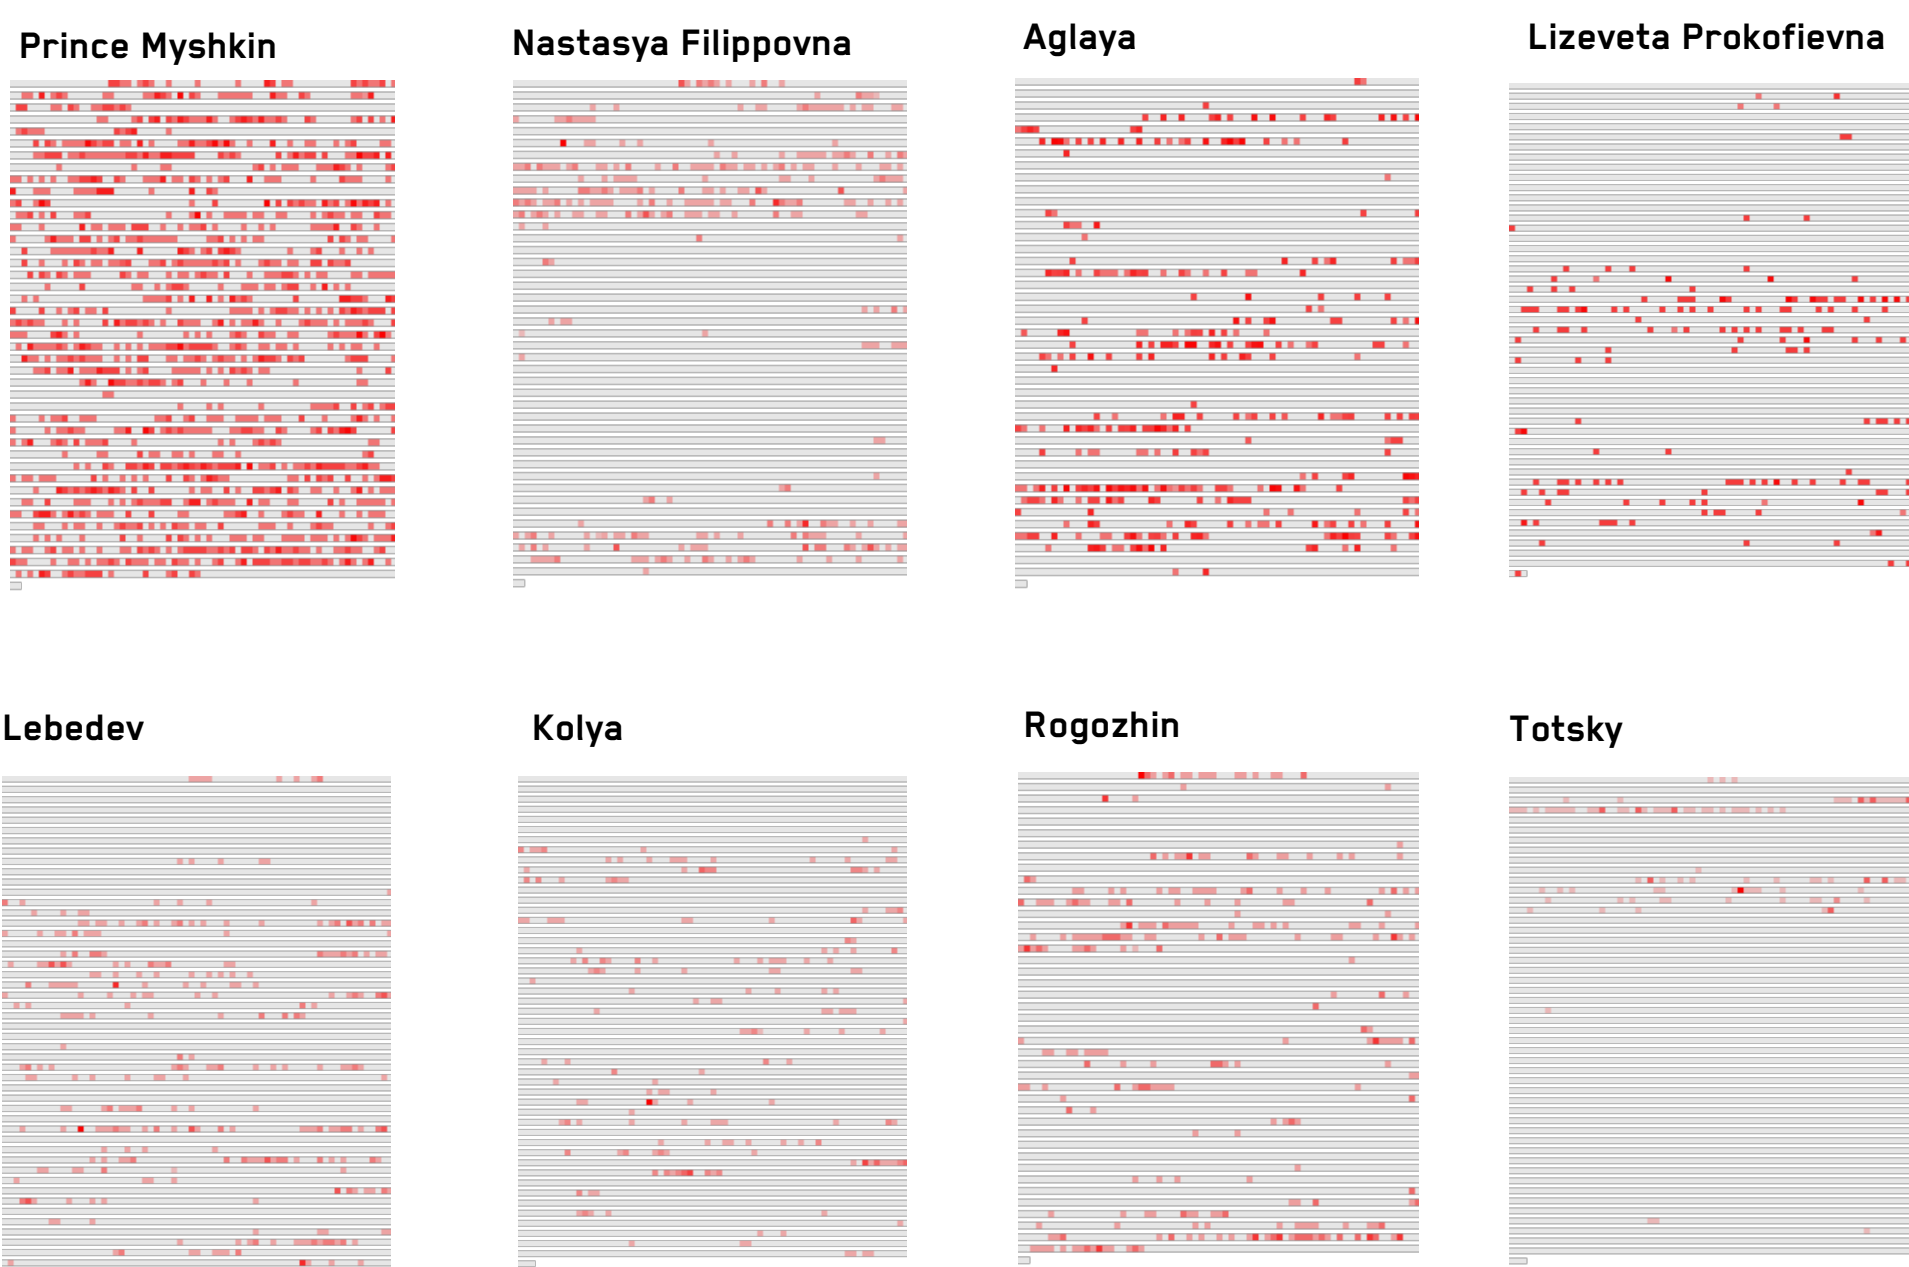 Prince Myshkin
Nastasya Filippovna
Aglaya
Lizeveta Prokofievna
Lebedev
Kolya
Rogozhin
Totsky